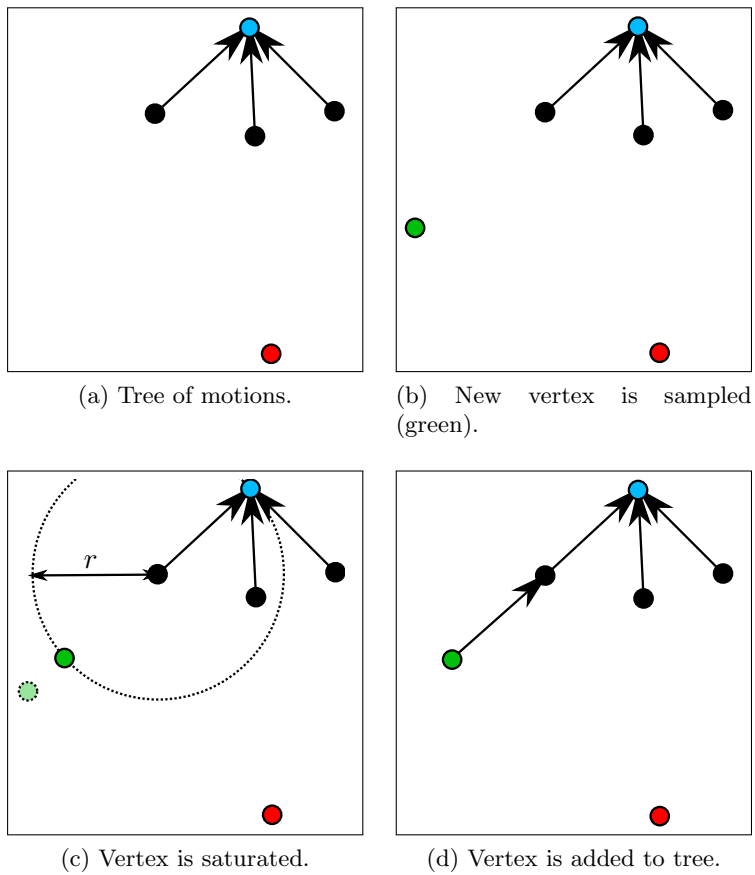 (a) Tree of motions.
(b) New vertex is sampled
(green).
r
(c) Vertex is saturated.
(d) Vertex is added to tree.